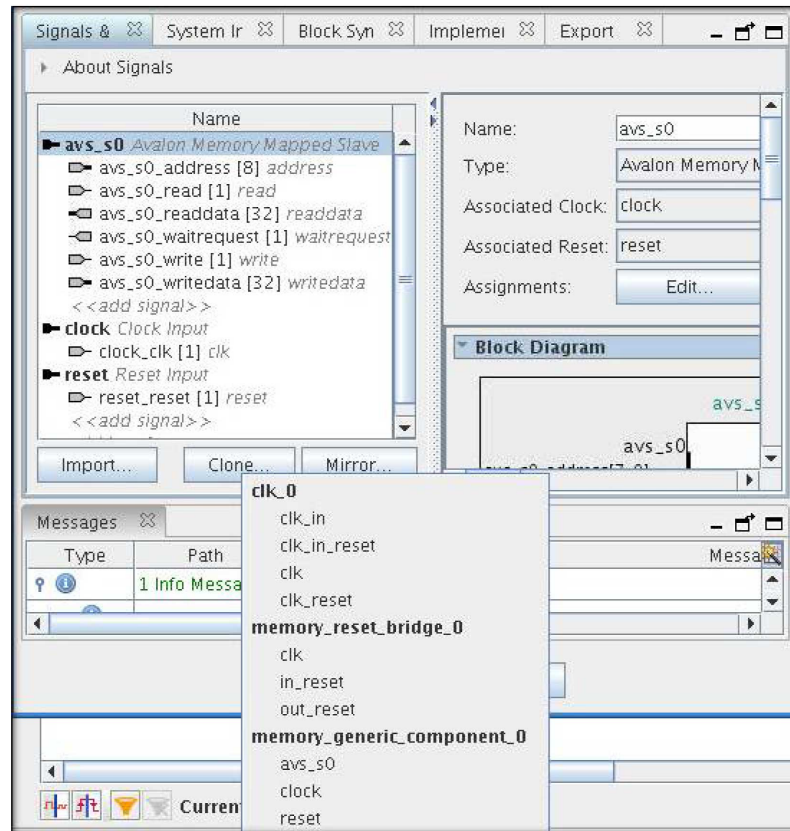 Signals & System Ir Block Syn Implemei Export
About Signals
Name
avs_s0 Avalon Memory Mapped Slave
avs_s0_address [8] address
avs_s0_read [1] read
avs_s0_readdata [32] readdata
avs_s0_waitrequest [1] waitrequest
avs_s0_write [1] write
avs_s0_writedata [32] writedata
<<add signal>>
clock Clock Input
clock_clk [1] clk
reset Reset Input
reset_reset [1] reset
<<add signal>>
Import... Clone... Mirror...
Name: avs_s0
Type: Avalon Memory M
Associated Clock: clock
Associated Reset: reset
Assignments: Edit...
Block Diagram
avs_s
avs_s0
Messages
Type Path Messa
1 Info Messa
clk_0
clk_in
clk_in_reset
clk
clk_reset
memory_reset_bridge_0
clk
in_reset
out_reset
memory_generic_component_0
avs_s0
clock
reset
Curren